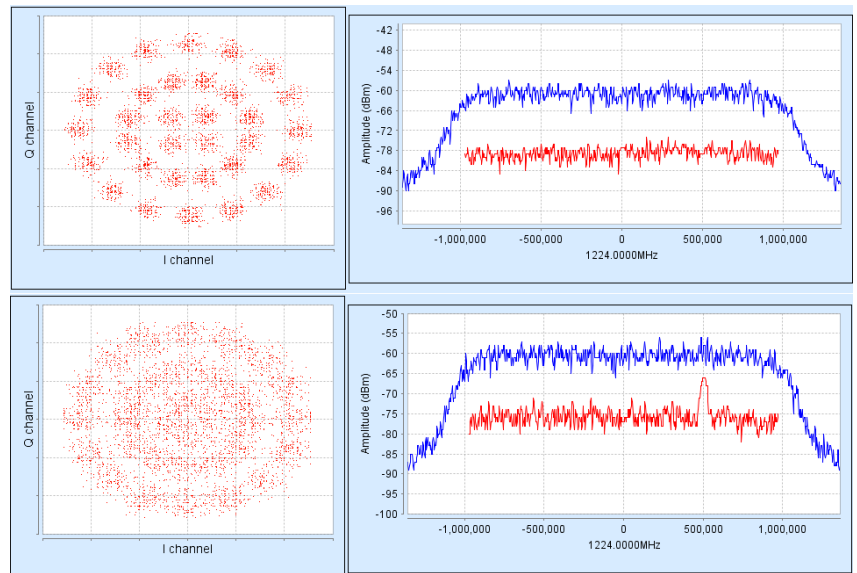 Q channel
I channel
Amplitude (dBm)
-42
-48
-54
-60
-66
-72
-78
-84
-90
-96
-1,000,000 -500,000 0 500,000 1,000,000
1224.0000MHz
Q channel
I channel
Amplitude (dBm)
-50
-55
-60
-65
-70
-75
-80
-85
-90
-95
-100
-1,000,000 -500,000 0 500,000 1,000,000
1224.0000MHz